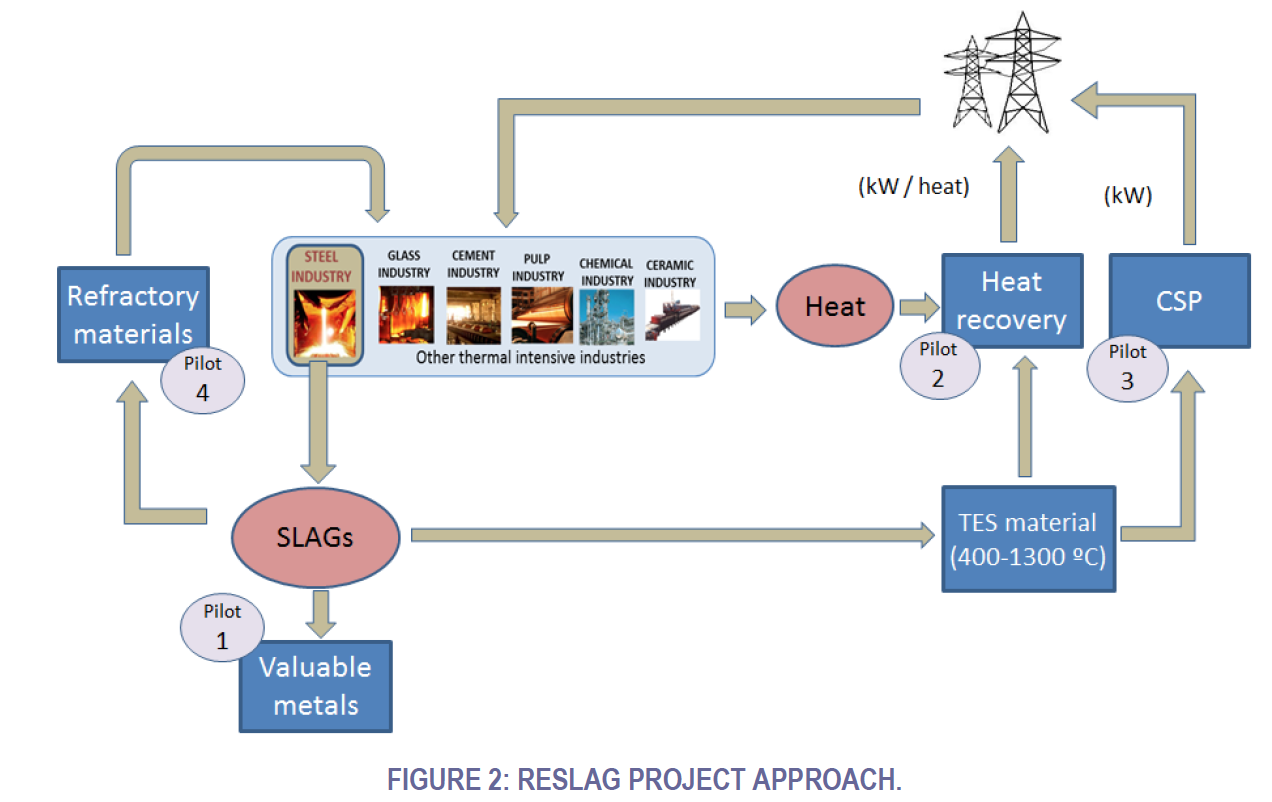 (kW / heat)
(kW)
STEEL
INDUSTRY
GLASS
INDUSTRY
CEMENT
INDUSTRY
PULP
INDUSTRY
CHEMICAL
INDUSTRY
CERAMIC
INDUSTRY
Other thermal intensive industries
Refractory
materials
Pilot
4
Heat
Heat
recovery
Pilot
2
CSP
Pilot
3
SLAGs
TES material
(400-1300 ºC)
Pilot
1
Valuable
metals
FIGURE 2: RESLAG PROJECT APPROACH.